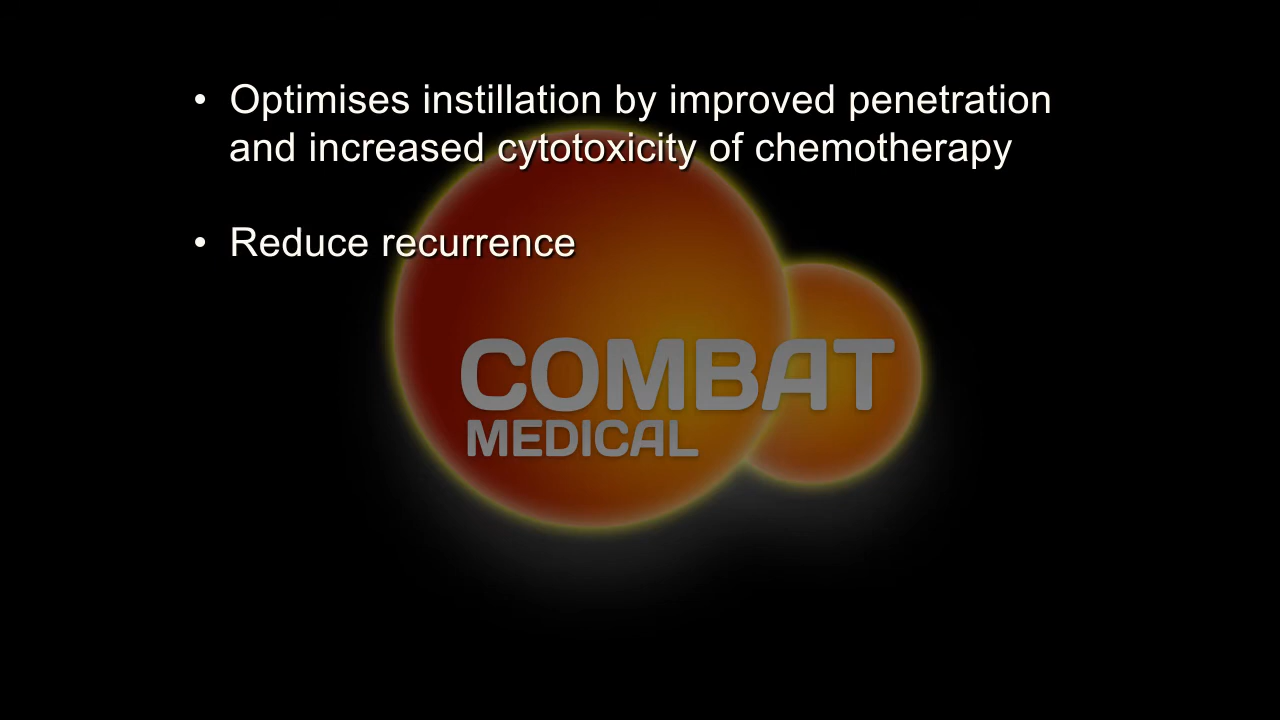 • Optimises instillation by improved penetration
and increased cytotoxicity of chemotherapy
• Reduce recurrence
COMBAT
MEDICAL